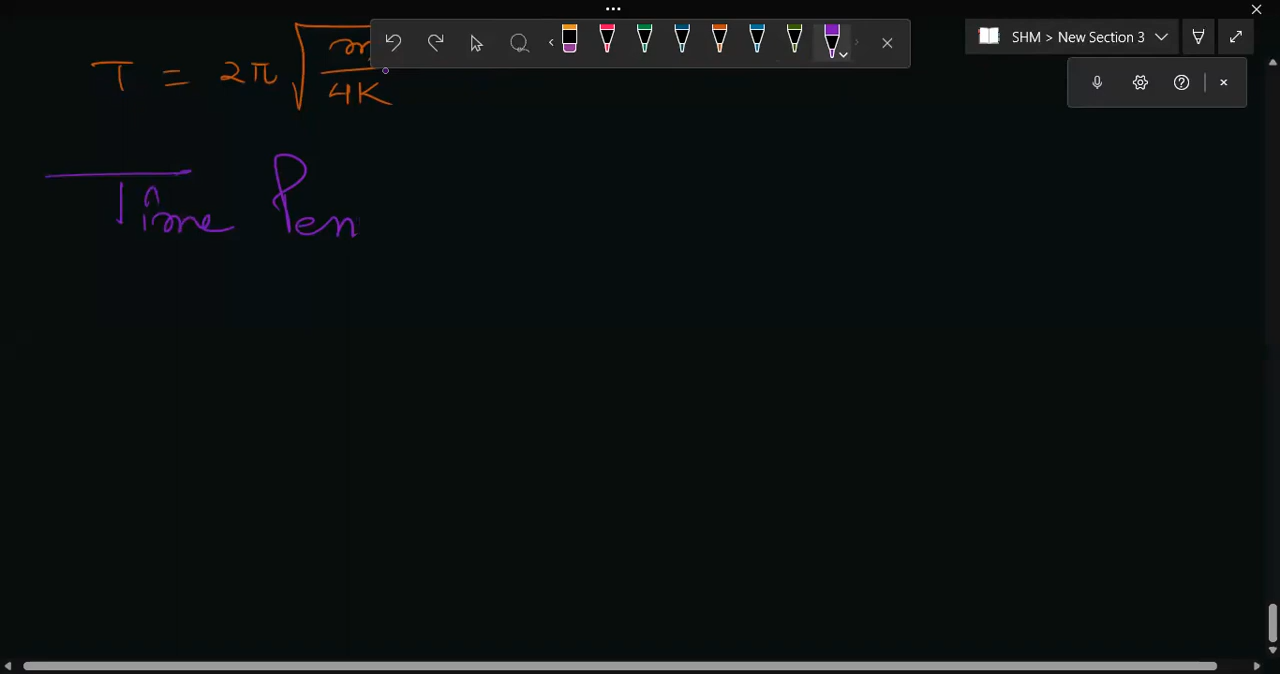 SHM > New Section 3
T = 2π √m/4K
Time Pen